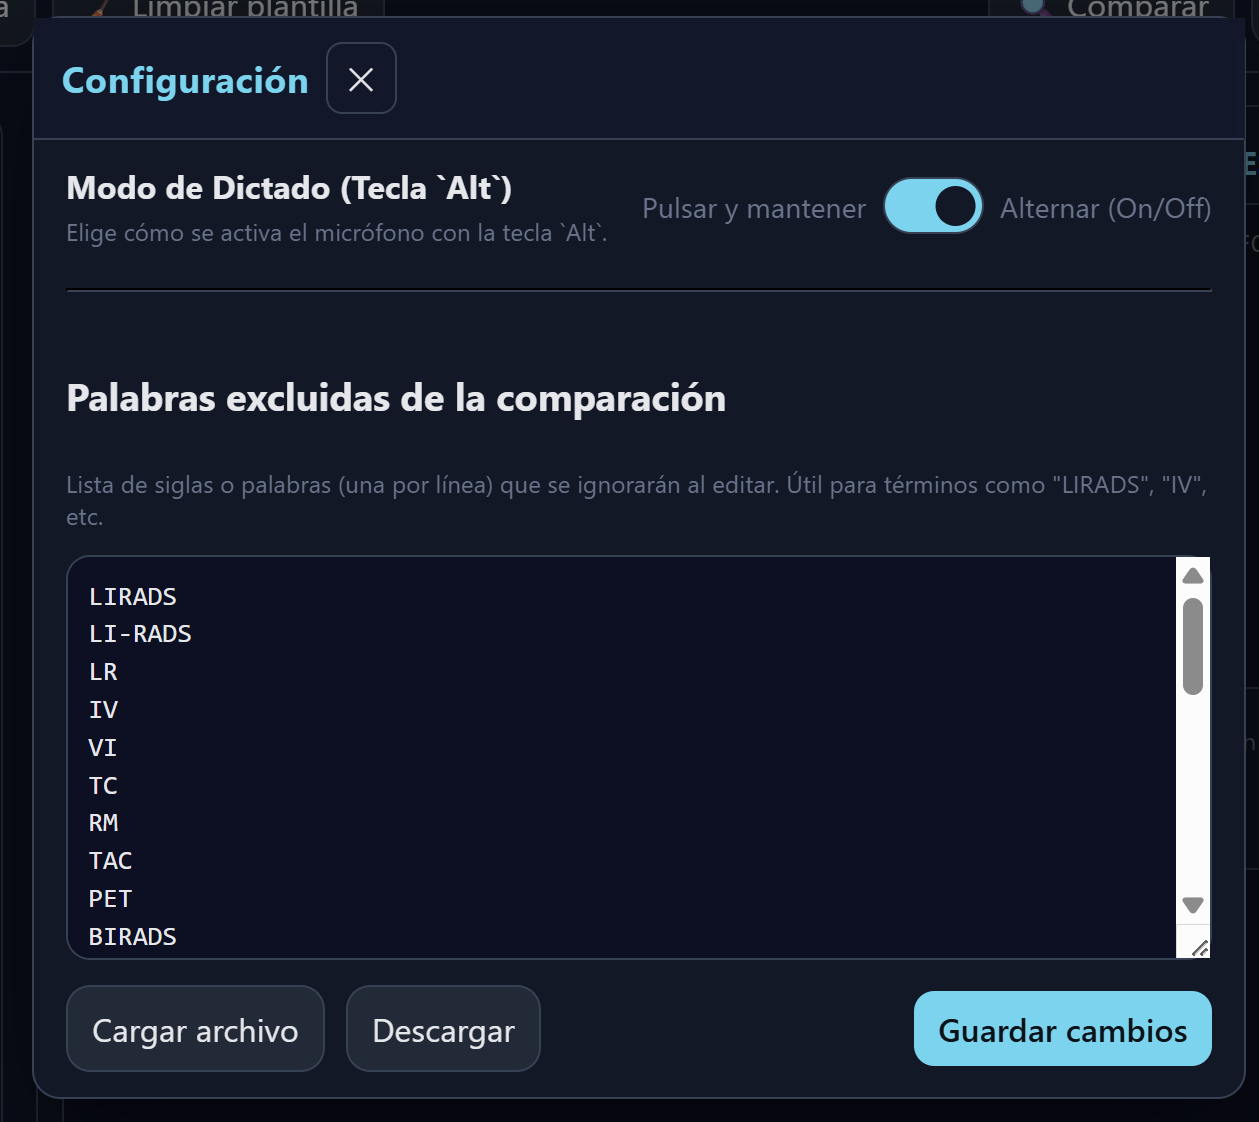 Limpiar plantilla
Comparar
Configuración
Modo de Dictado (Tecla `Alt`)
Elige cómo se activa el micrófono con la tecla `Alt`.
Pulsar y mantener
Alternar (On/Off)
Palabras excluidas de la comparación
Lista de siglas o palabras (una por línea) que se ignorarán al editar. Útil para términos como "LIRADS", "IV",
etc.
LIRADS
LI-RADS
LR
IV
VI
TC
RM
TAC
PET
BIRADS
Cargar archivo
Descargar
Guardar cambios